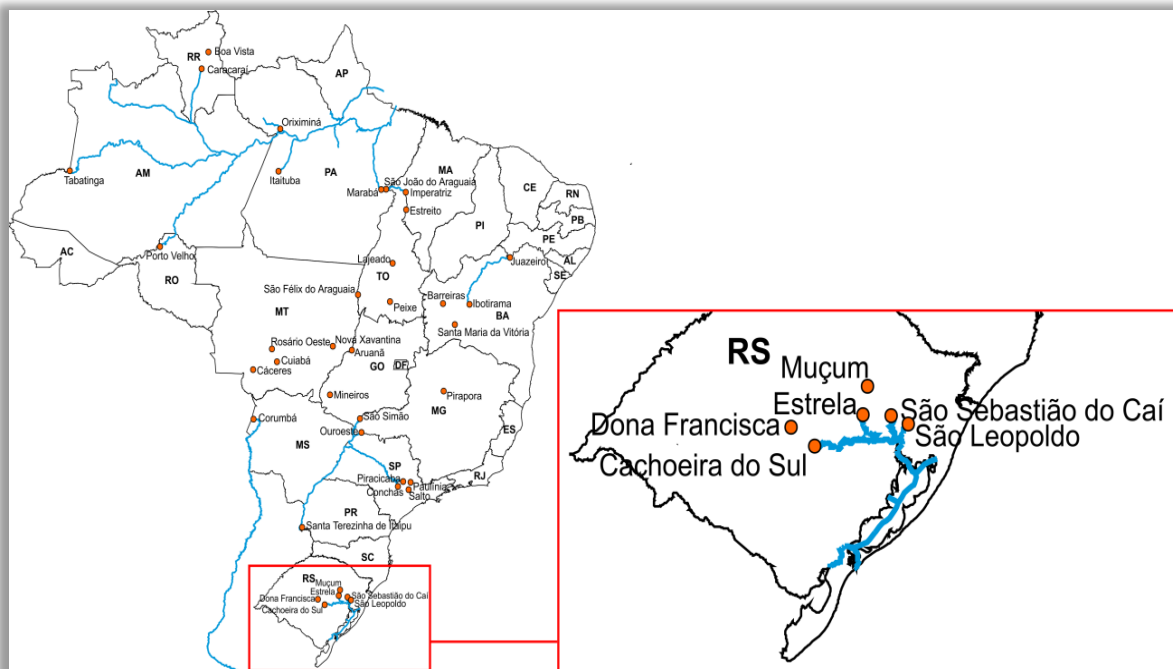 RR
Boa Vista
Caracaraí
AP
Oriximiná
Tabatinga
AM
Itaituba
PA
Marabá
São João do Araguaia
Imperatriz
Estreito
MA
CE
RN
PB
PE
AL
SE
PI
AC
Porto Velho
RO
Lajeado
TO
Juazeiro
São Félix do Araguaia
Peixe
Barreiras
Ibotirama
BA
Santa Maria da Vitória
MT
Rosário Oeste
Nova Xavantina
Aruanã
Cuiabá
Cáceres
GO
DF
Mineiros
Pirapora
MG
ES
Corumbá
São Simão
Ouroeste
MS
SP
RJ
Piracicaba
Paulínia
Conchas
Salto
PR
Santa Terezinha de Itaipu
SC
RS
Muçum
Estrela
Dona Francisca
São Sebastião do Caí
São Leopoldo
Cachoeira do Sul
RS
Muçum
Estrela
São Sebastião do Caí
Dona Francisca
São Leopoldo
Cachoeira do Sul